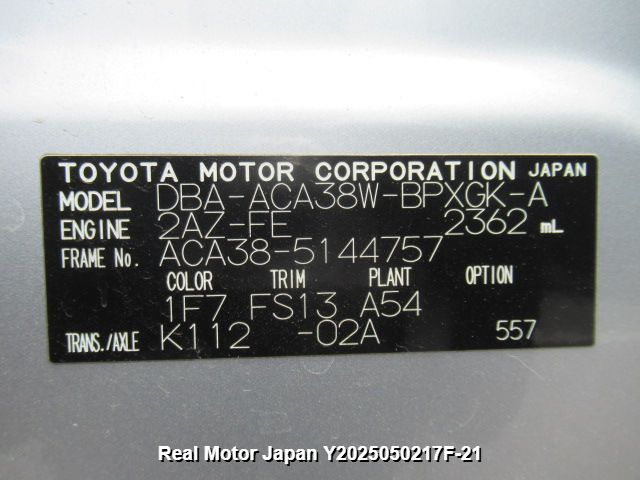 TOYOTA MOTOR CORPORATION JAPAN
MODEL DBA-ACA38W-BPXGK-A
ENGINE 2AZ-FE 2362 mL
FRAME No. ACA38-5144757
COLOR TRIM PLANT OPTION
1F7 FS13 A54
TRANS./AXLE K112 -02A 557
Real Motor Japan Y2025050217F-21